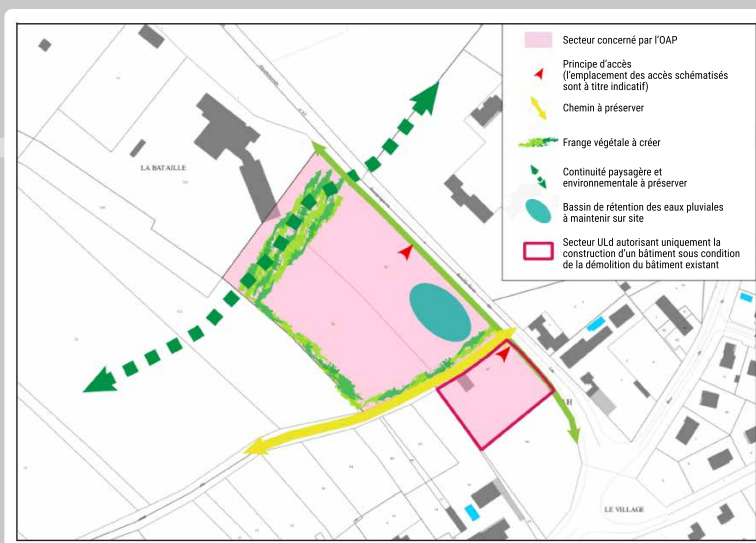 Secteur concerné par l'OAP
Principe d'accès
(l'emplacement des accès schématisés
sont à titre indicatif)
Chemin à préserver
Frange végétale à créer
Continuité paysagère et
environnementale à préserver
Bassin de rétention des eaux pluviales
à maintenir sur site
Secteur ULd autorisant uniquement la
construction d'un bâtiment sous condition
de la démolition du bâtiment existant
LA BATAILLE
LE VILLAGE